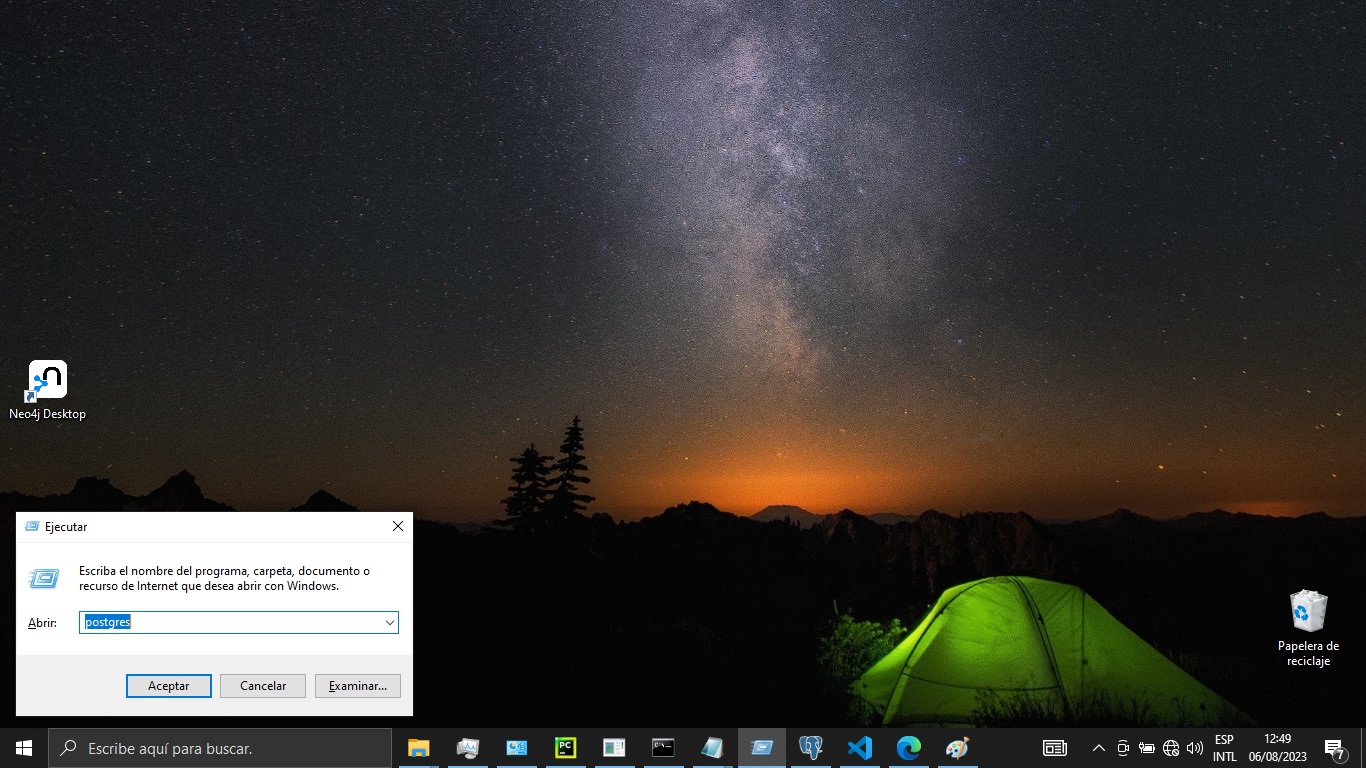 Neo4j Desktop
Ejecutar
Escriba el nombre del programa, carpeta, documento o
recurso de Internet que desea abrir con Windows.
Abrir:
postgres
Aceptar
Cancelar
Examinar...
Papelera de
reciclaje
Escribe aquí para buscar.
PC
ESP
INTL
12:49
06/08/2023
7